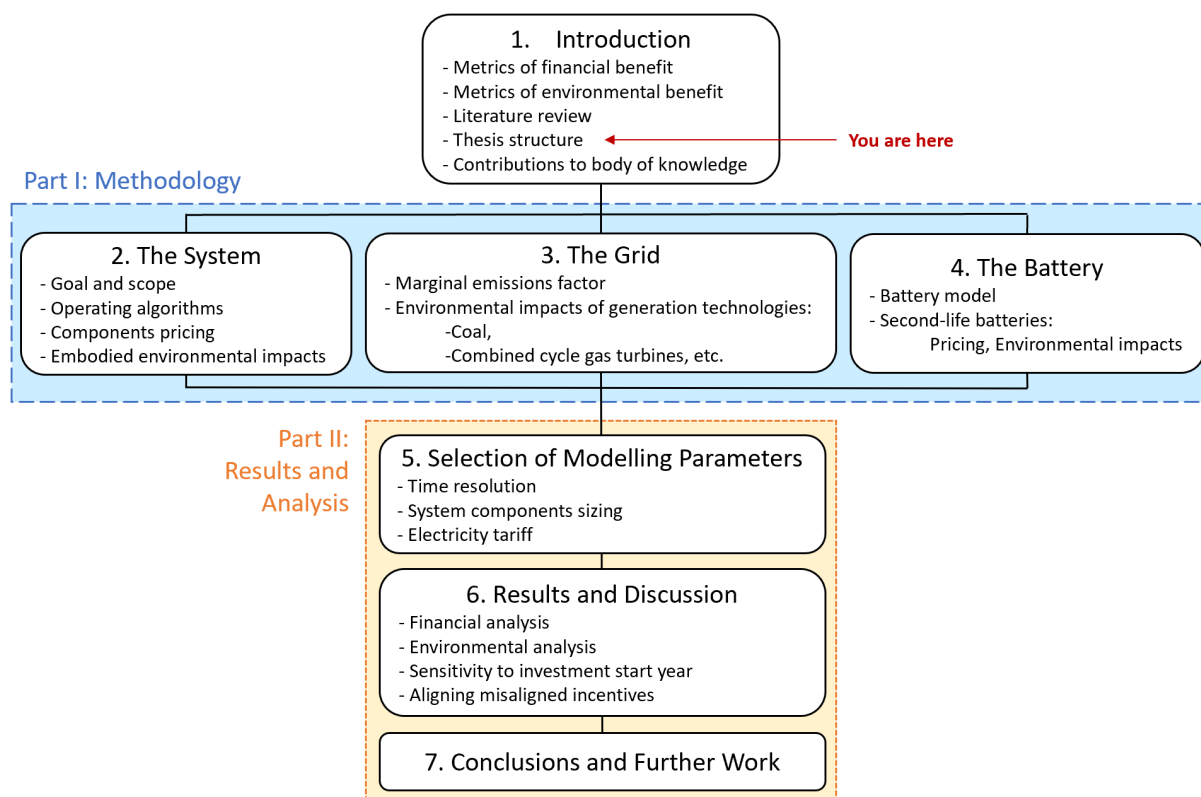 1. Introduction
- Metrics of financial benefit
- Metrics of environmental benefit
- Literature review
- Thesis structure
You are here
- Contributions to body of knowledge
Part I: Methodology
2. The System
- Goal and scope
- Operating algorithms
- Components pricing
- Embodied environmental impacts
3. The Grid
- Marginal emissions factor
- Environmental impacts of generation technologies:
-Coal,
-Combined cycle gas turbines, etc.
4. The Battery
- Battery model
- Second-life batteries:
Pricing, Environmental impacts
Part II:
Results and
Analysis
5. Selection of Modelling Parameters
- Time resolution
- System components sizing
- Electricity tariff
6. Results and Discussion
- Financial analysis
- Environmental analysis
- Sensitivity to investment start year
- Aligning misaligned incentives
7. Conclusions and Further Work